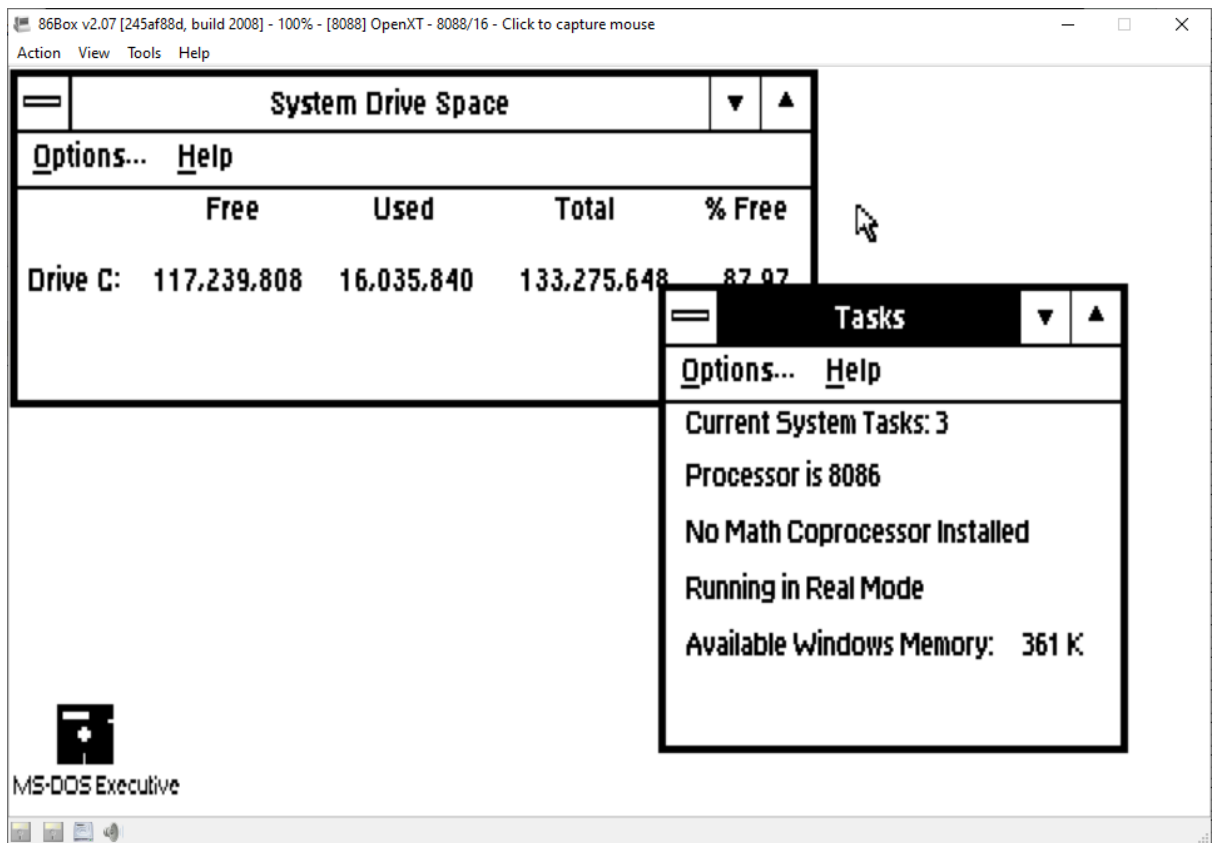 86Box v2.07 [245af88d, build 2008] - 100% - [8088] OpenXT - 8088/16 - Click to capture mouse
Action View Tools Help
System Drive Space
Options... Help
Free Used Total % Free
Drive C: 117,239,808 16,035,840 133,275,648 87.97
Tasks
Options... Help
Current System Tasks: 3
Processor is 8086
No Math Coprocessor Installed
Running in Real Mode
Available Windows Memory: 361 K
MS-DOS Executive